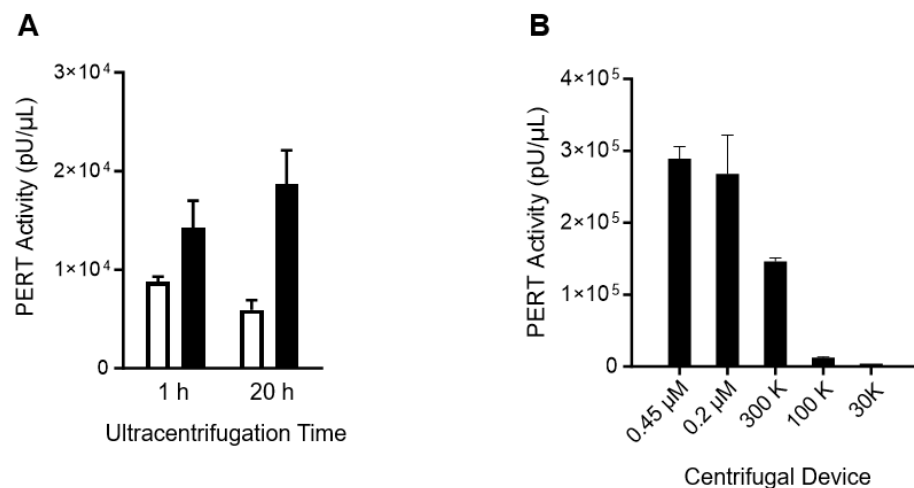 A
PERT Activity (pU/µL)
3×10⁴
2×10⁴
1×10⁴
0
1 h
20 h
Ultracentrifugation Time
B
PERT Activity (pU/µL)
4×10⁵
3×10⁵
2×10⁵
1×10⁵
0
0.45 µM
0.2 µM
300 K
100 K
30K
Centrifugal Device